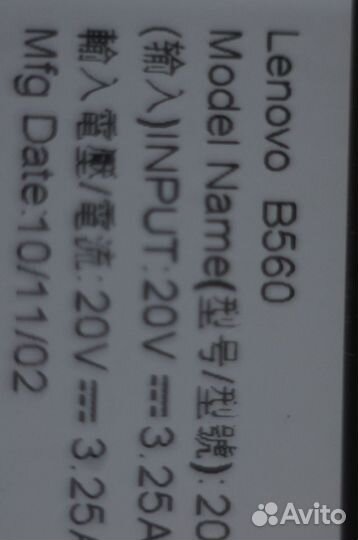 Lenovo B560
Model Name(型号/型號): 20
(输入)INPUT:20V ⎓ 3.25A
輸入電壓/電流:20V ⎓ 3.25A
Mfg Date:10/11/02
Avito